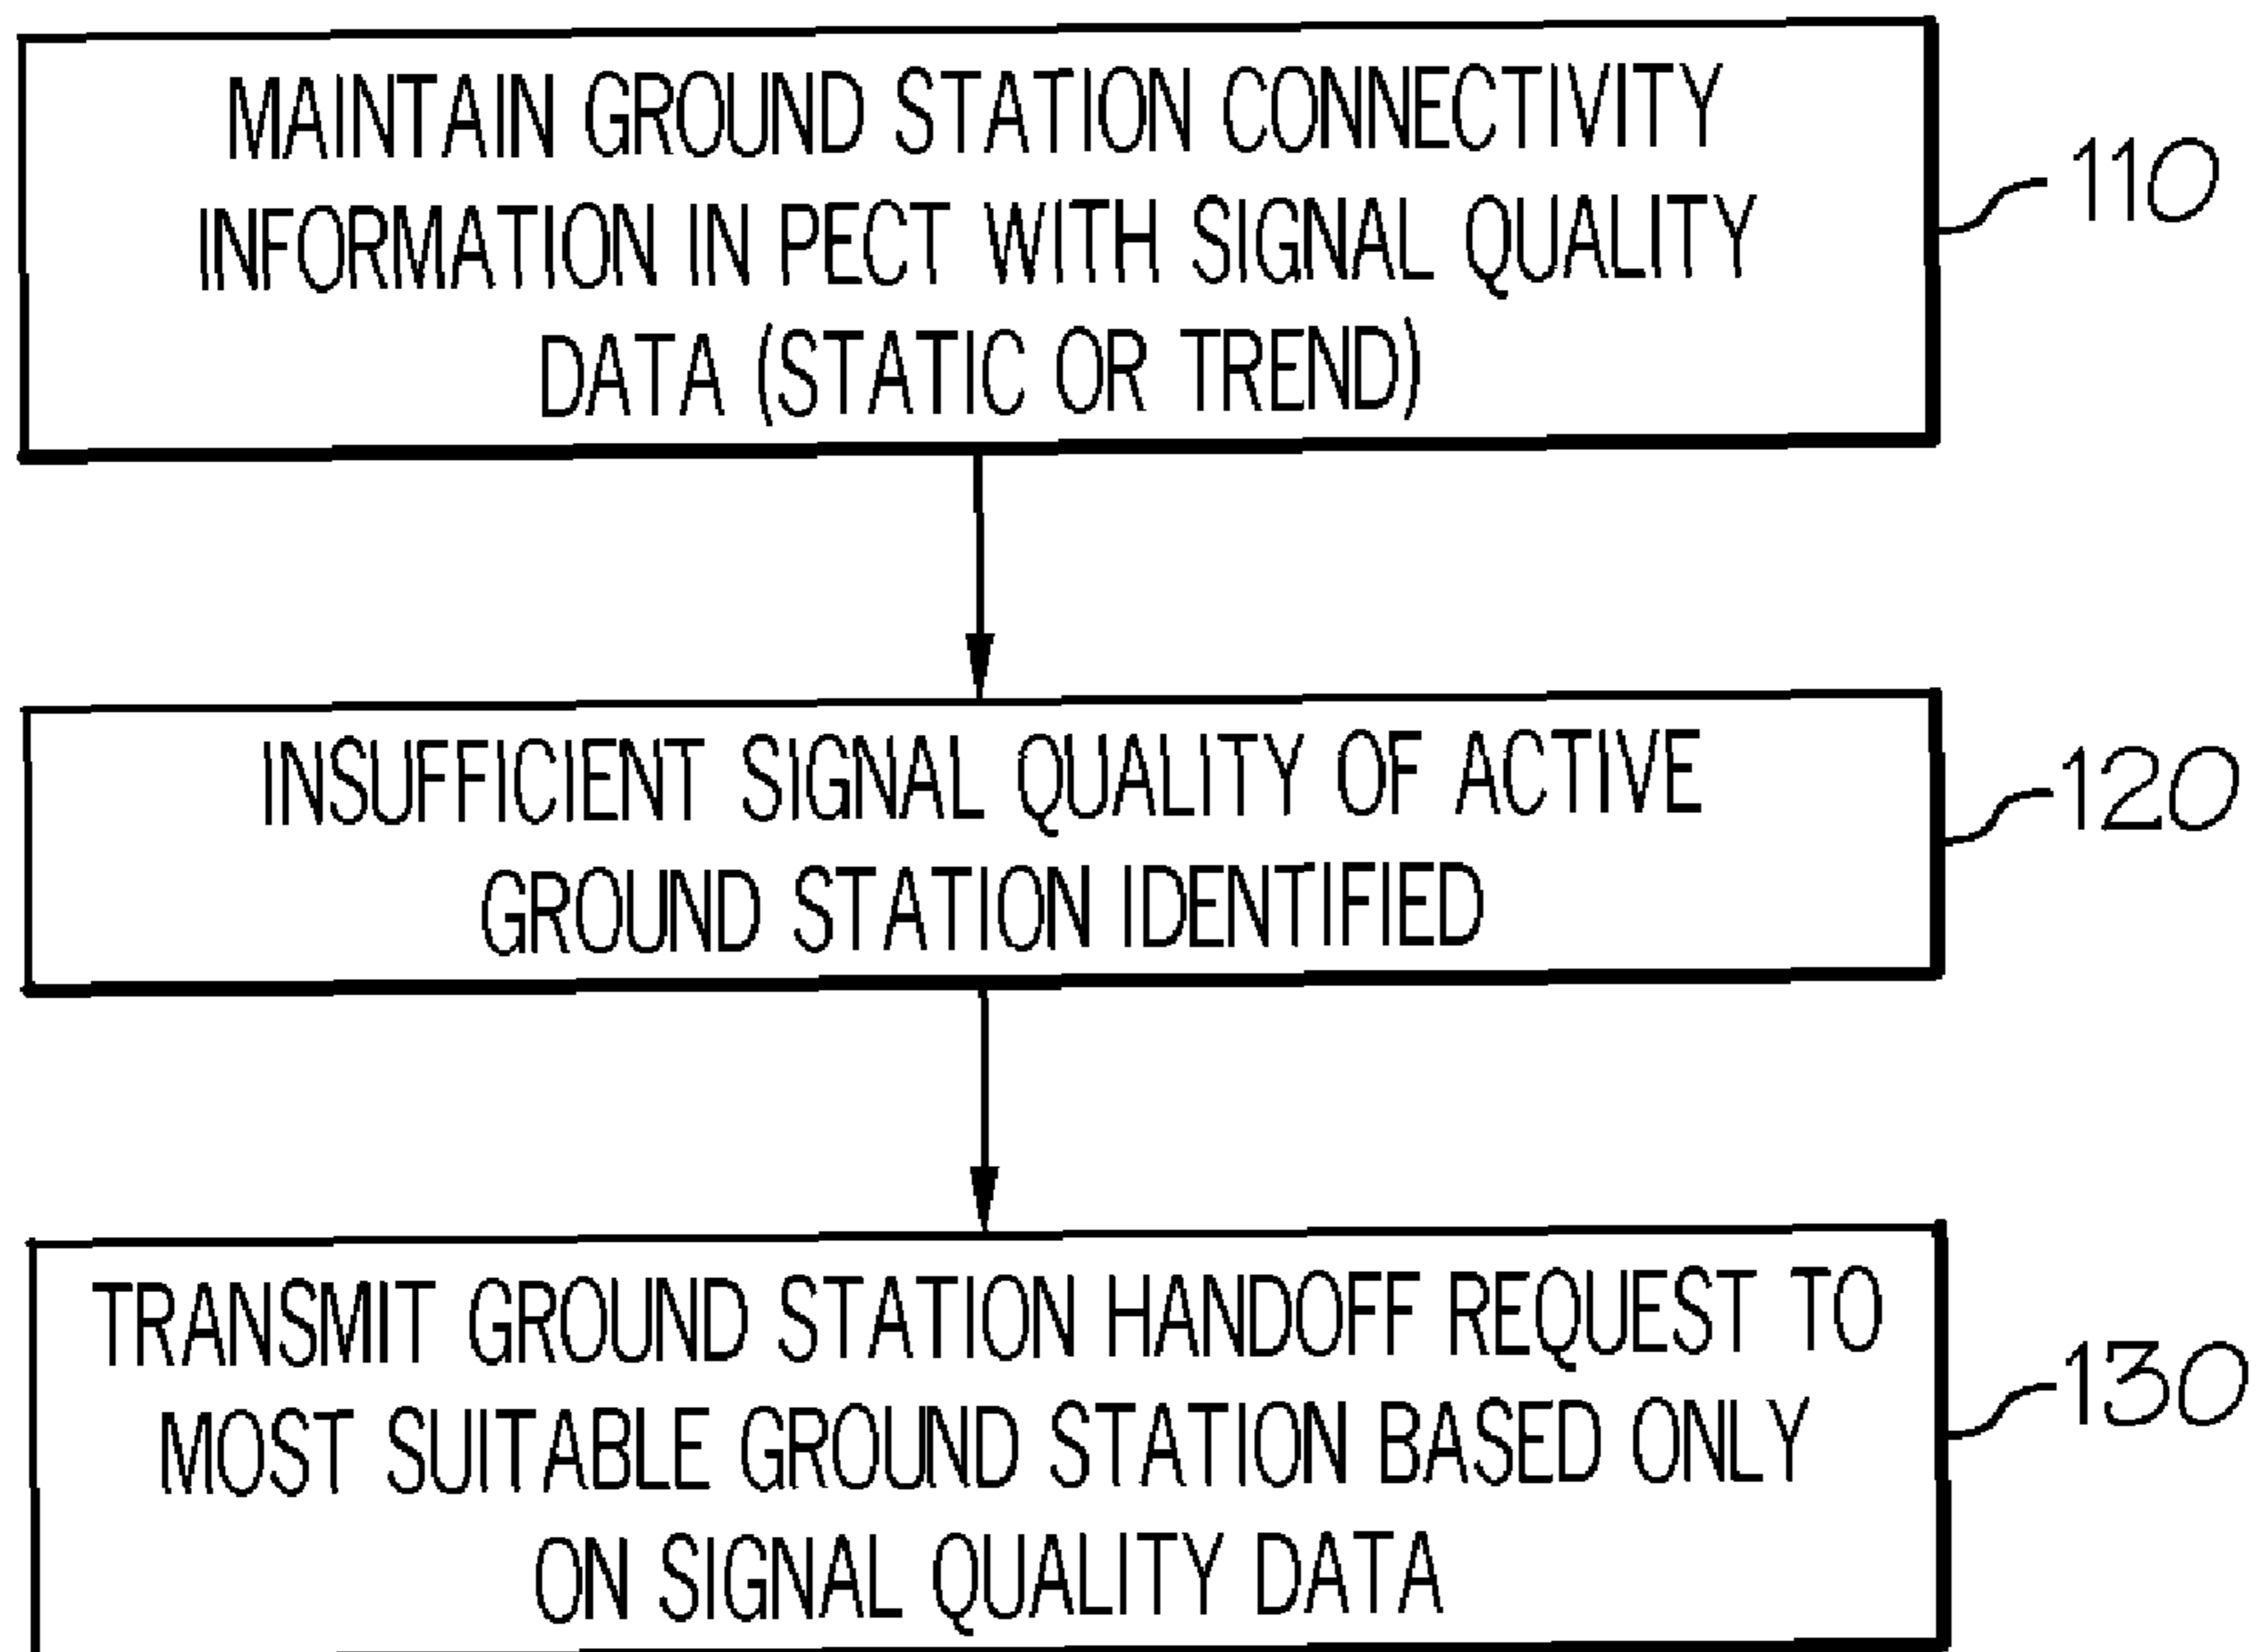 MAINTAIN GROUND STATION CONNECTIVITY
INFORMATION IN PECT WITH SIGNAL QUALITY
DATA (STATIC OR TREND)
110
INSUFFICIENT SIGNAL QUALITY OF ACTIVE
GROUND STATION IDENTIFIED
120
TRANSMIT GROUND STATION HANDOFF REQUEST TO
MOST SUITABLE GROUND STATION BASED ONLY
ON SIGNAL QUALITY DATA
130